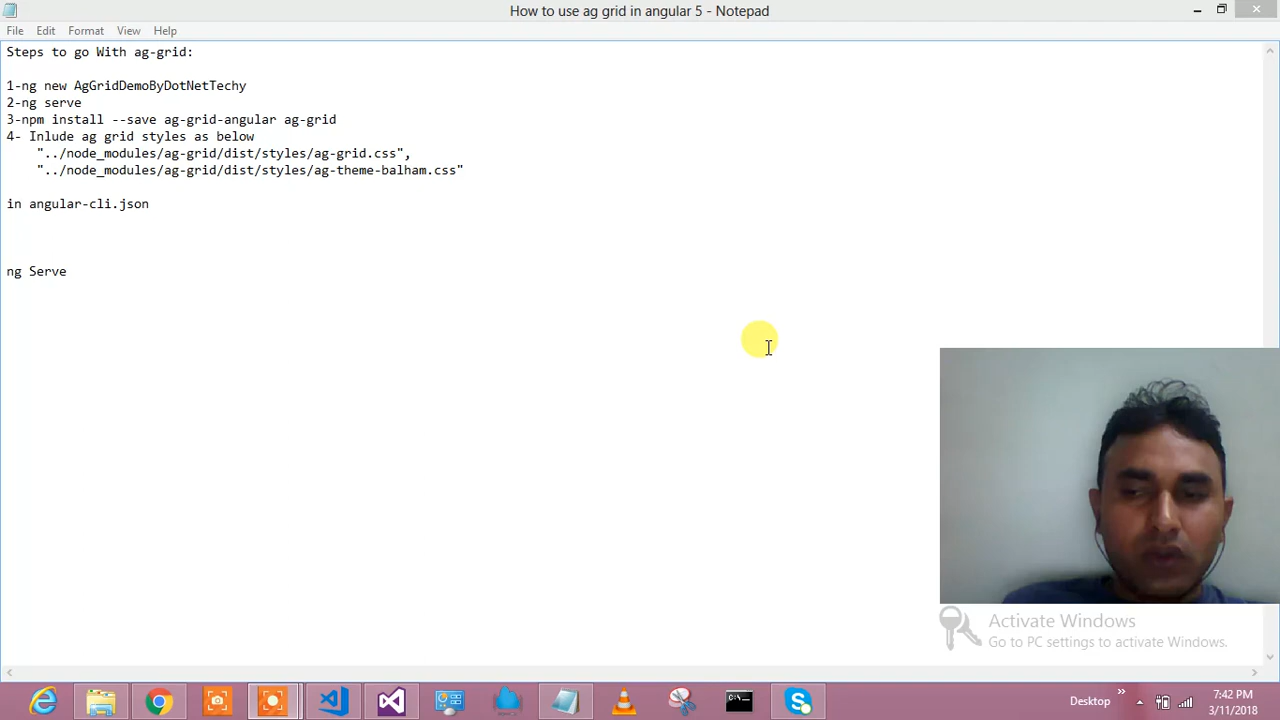 How to use ag grid in angular 5 - Notepad
File Edit Format View Help
Steps to go With ag-grid:
1-ng new AgGridDemoByDotNetTechy
2-ng serve
3-npm install --save ag-grid-angular ag-grid
4- Inlude ag grid styles as below
"../node_modules/ag-grid/dist/styles/ag-grid.css",
"../node_modules/ag-grid/dist/styles/ag-theme-balham.css"
in angular-cli.json
ng Serve
Activate Windows
Go to PC settings to activate Windows.
Desktop
7:42 PM
3/11/2018